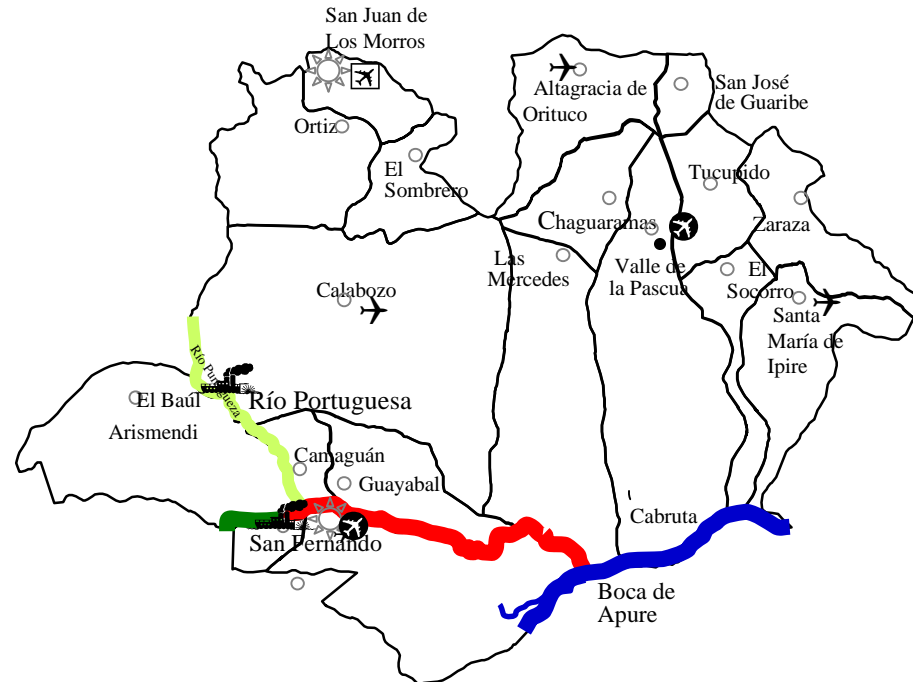 San Juan de
Los Morros
Altagracia de
Orituco
San José
de Guaribe
Ortiz
El
Sombrero
Tucupido
Chaguaramas
Zaraza
Las
Mercedes
Valle de
la Pascua
El
Socorro
Calabozo
Santa
María de
Ipire
Río Purtugueza
El Baúl
Río Portuguesa
Arismendi
Camaguán
Guayabal
Cabruta
San Fernando
Boca de
Apure